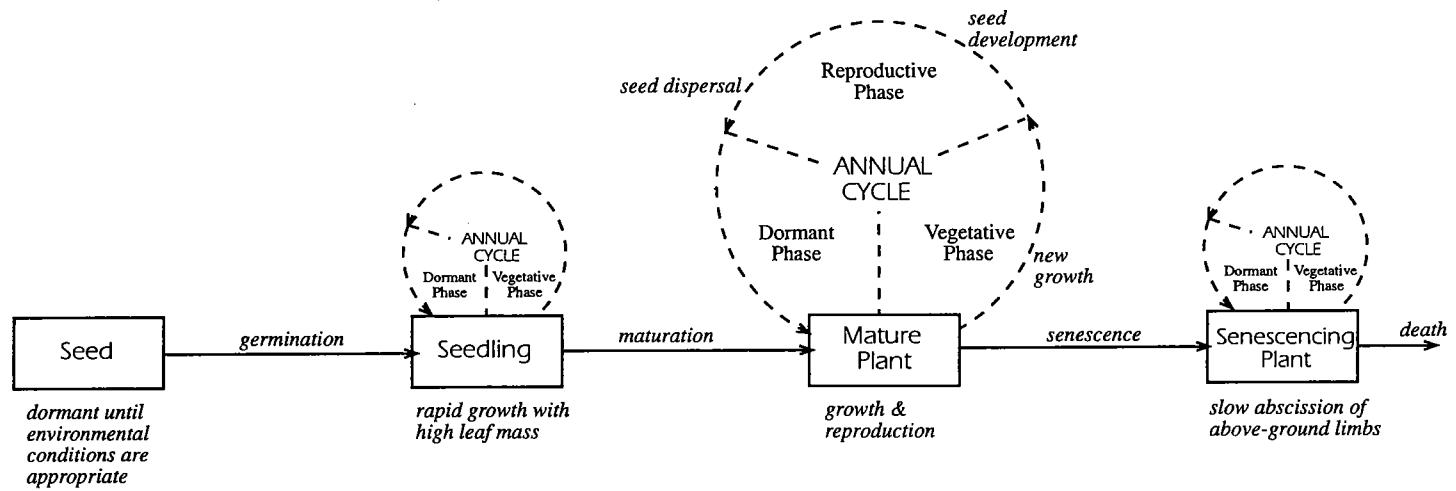 seed
development
seed dispersal
Reproductive
Phase
ANNUAL
CYCLE
Dormant
Phase
Vegetative
Phase
new
growth
ANNUAL
CYCLE
Dormant
Phase
Vegetative
Phase
ANNUAL
CYCLE
Dormant
Phase
Vegetative
Phase
Seed
germination
Seedling
maturation
Mature
Plant
senescence
Senescencing
Plant
death
dormant until
environmental
conditions are
appropriate
rapid growth with
high leaf mass
growth &
reproduction
slow abscission of
above-ground limbs